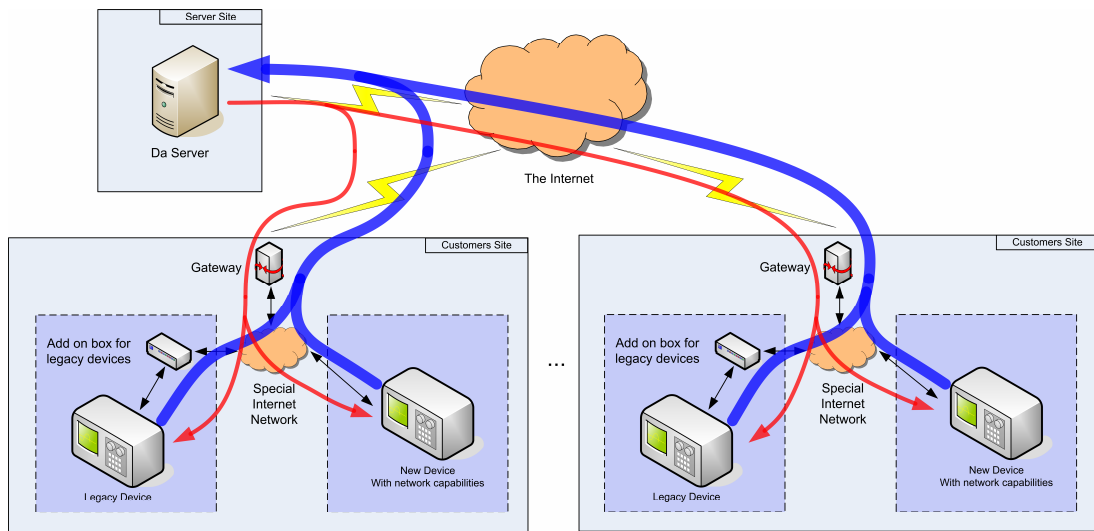 Server Site
Da Server
The Internet
Customers Site
Gateway
Add on box for
legacy devices
Special
Internet
Network
Legacy Device
New Device
With network capabilities
...
Customers Site
Gateway
Add on box for
legacy devices
Special
Internet
Network
Legacy Device
New Device
With network capabilities